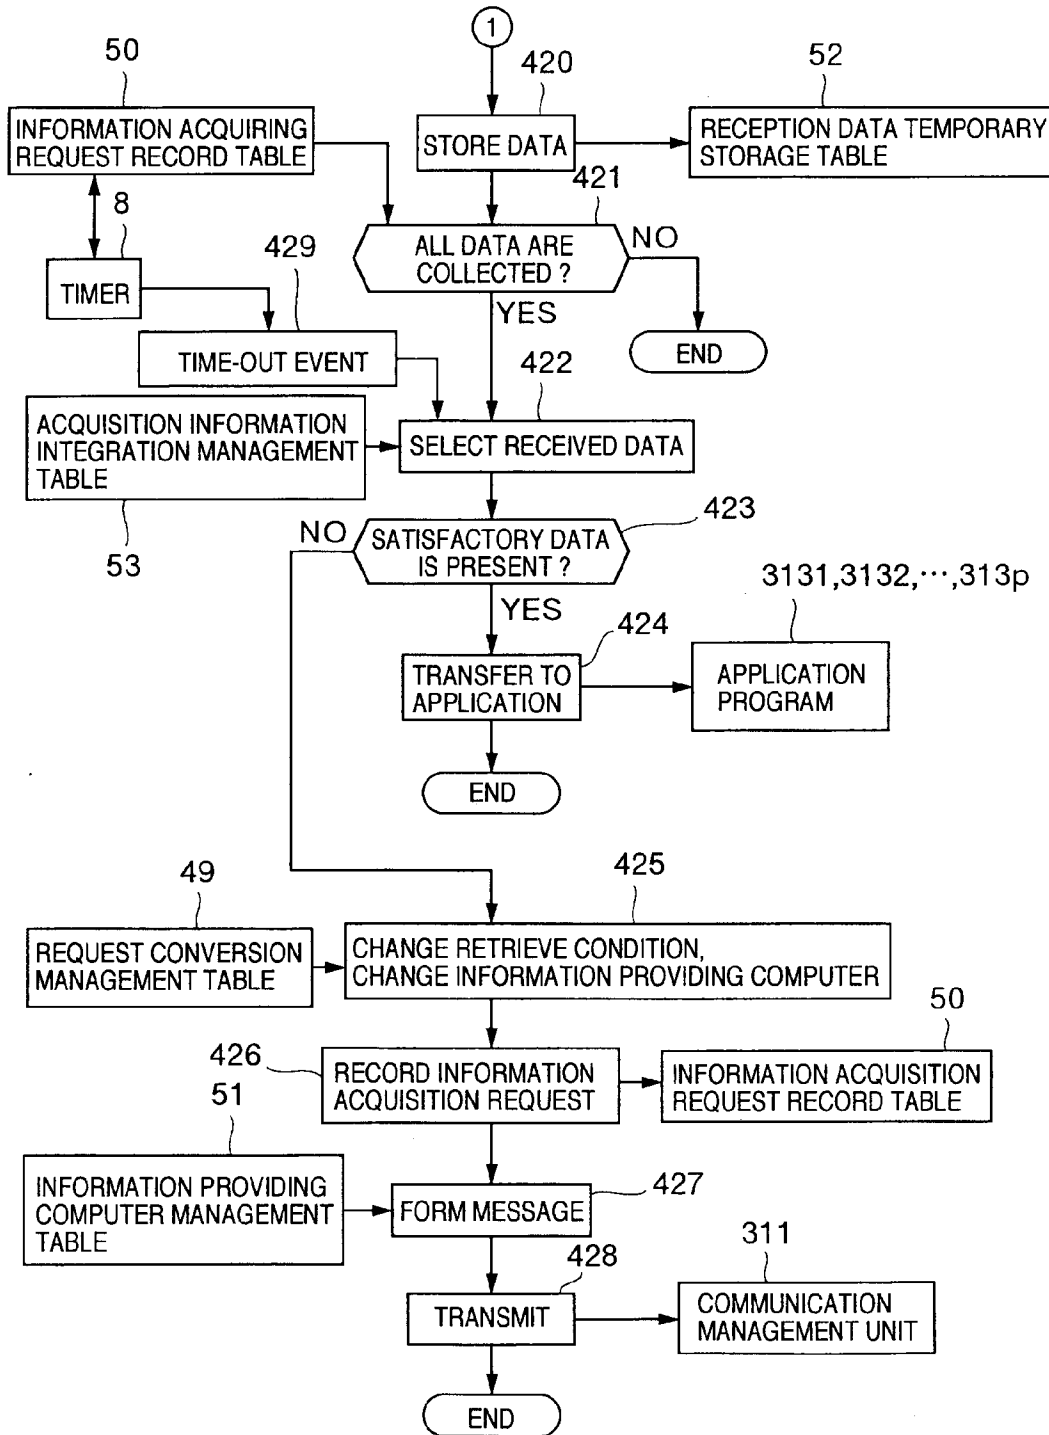 1
50
420
52
INFORMATION ACQUIRING
REQUEST RECORD TABLE
STORE DATA
RECEPTION DATA TEMPORARY
STORAGE TABLE
8
421
429
ALL DATA ARE
COLLECTED ?
NO
TIMER
YES
TIME-OUT EVENT
END
422
ACQUISITION INFORMATION
INTEGRATION MANAGEMENT
TABLE
SELECT RECEIVED DATA
53
NO
SATISFACTORY DATA
IS PRESENT ?
423
YES
3131,3132,···,313p
424
TRANSFER TO
APPLICATION
APPLICATION
PROGRAM
END
49
425
REQUEST CONVERSION
MANAGEMENT TABLE
CHANGE RETRIEVE CONDITION,
CHANGE INFORMATION PROVIDING COMPUTER
50
426
RECORD INFORMATION
ACQUISITION REQUEST
INFORMATION ACQUISITION
REQUEST RECORD TABLE
51
INFORMATION PROVIDING
COMPUTER MANAGEMENT
TABLE
FORM MESSAGE
427
428
311
TRANSMIT
COMMUNICATION
MANAGEMENT UNIT
END